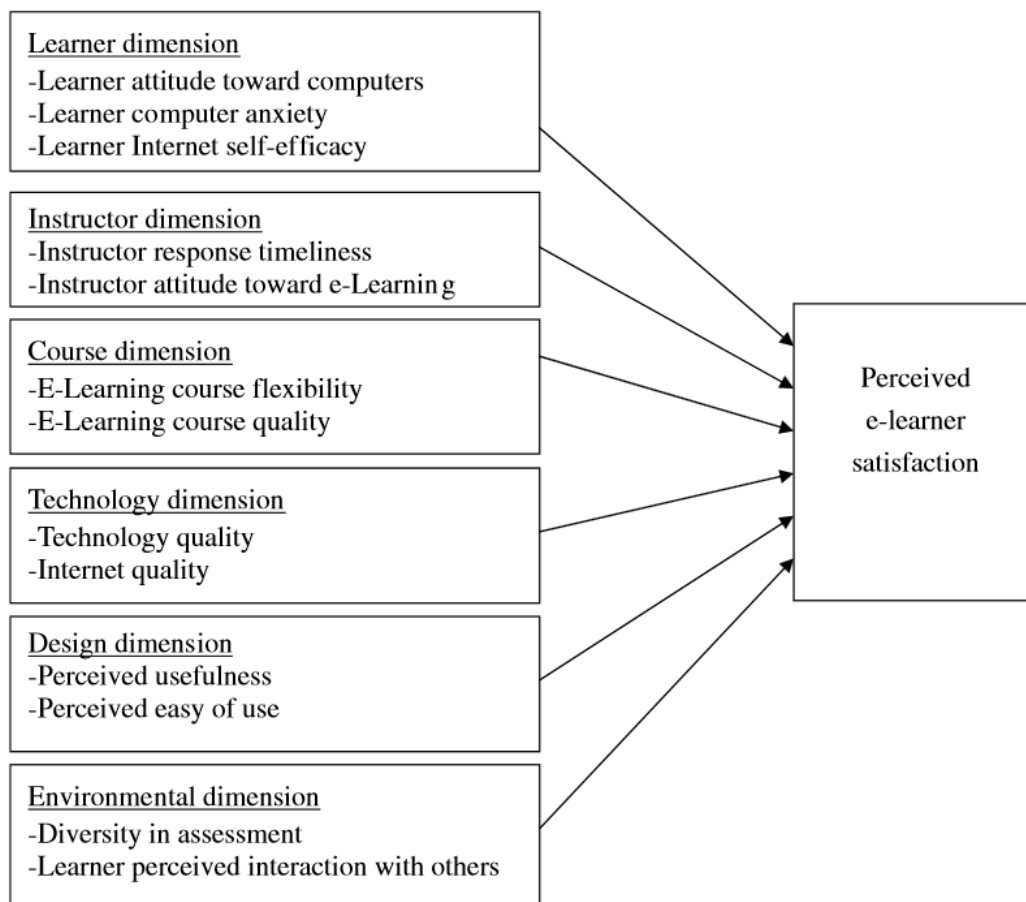 Learner dimension
-Learner attitude toward computers
-Learner computer anxiety
-Learner Internet self-efficacy
Instructor dimension
-Instructor response timeliness
-Instructor attitude toward e-Learning
Course dimension
-E-Learning course flexibility
-E-Learning course quality
Technology dimension
-Technology quality
-Internet quality
Design dimension
-Perceived usefulness
-Perceived easy of use
Environmental dimension
-Diversity in assessment
-Learner perceived interaction with others
Perceived
e-learner
satisfaction